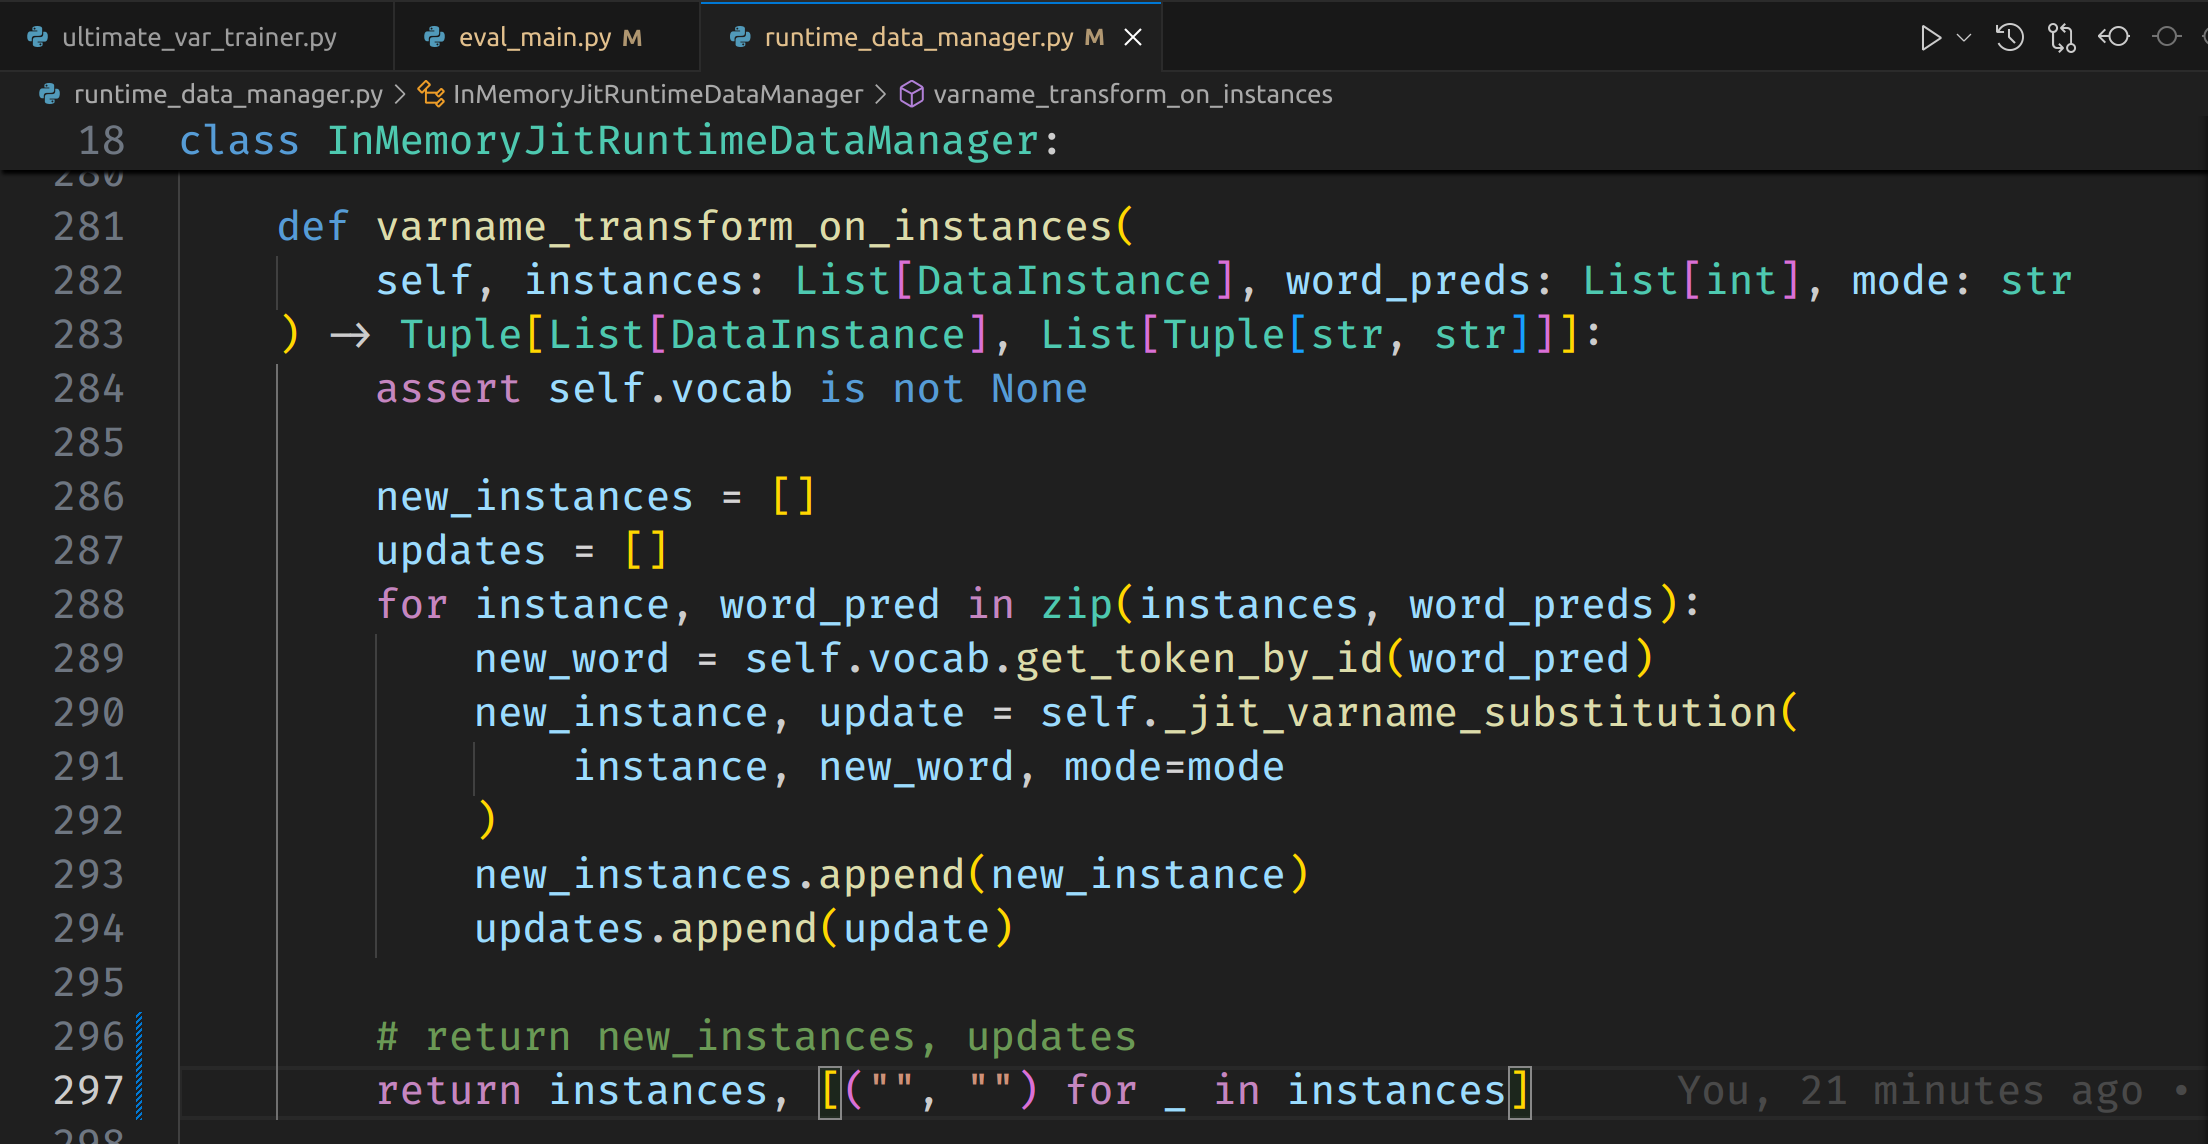 ultimate_var_trainer.py eval_main.py M runtime_data_manager.py M
runtime_data_manager.py > InMemoryJitRuntimeDataManager > varname_transform_on_instances
18 class InMemoryJitRuntimeDataManager:
280
281 def varname_transform_on_instances(
282 self, instances: List[DataInstance], word_preds: List[int], mode: str
283 ) -> Tuple[List[DataInstance], List[Tuple[str, str]]]:
284 assert self.vocab is not None
285
286 new_instances = []
287 updates = []
288 for instance, word_pred in zip(instances, word_preds):
289 new_word = self.vocab.get_token_by_id(word_pred)
290 new_instance, update = self._jit_varname_substitution(
291 instance, new_word, mode=mode
292 )
293 new_instances.append(new_instance)
294 updates.append(update)
295
296 # return new_instances, updates
297 return instances, [("", "") for _ in instances] You, 21 minutes ago •
298